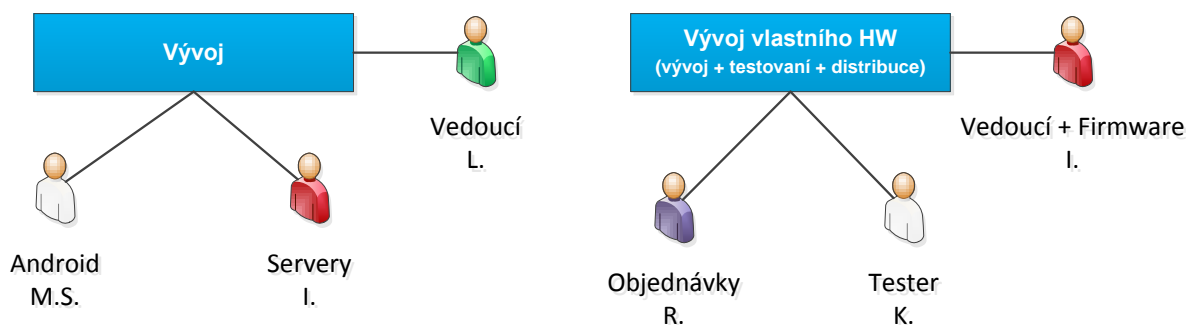 Vývoj
Vedoucí
L.
Android
M.S.
Servery
I.
Vývoj vlastního HW
(vývoj + testovaní + distribuce)
Vedoucí + Firmware
I.
Objednávky
R.
Tester
K.